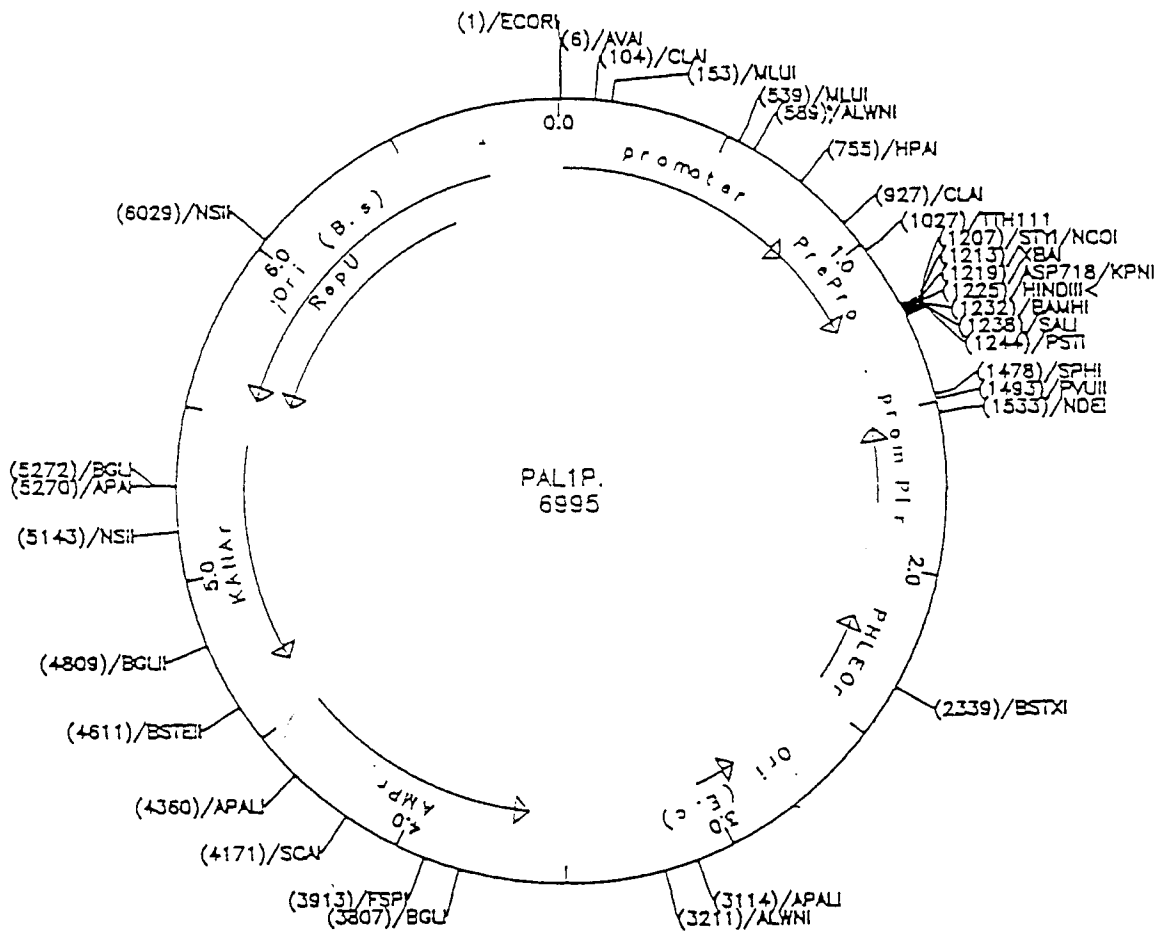 (1)/ECORI
(6)/AVAI
(104)/CLAI
(153)/MLUI
(539)/MLUI
(589)/ALWNI
(755)/HPAI
(927)/CLAI
(1027)/TTH111
(1207)/STYI/NCOI
(1213)/XBAI
(1219)/ASP718/KPNI
(1225)/HINDIII<
(1232)/BAMHI
(1238)/SALI
(1244)/PSTI
(1478)/SPHI
(1493)/PVUII
(1533)/NDEI
(2339)/BSTXI
(3114)/APALI
(3211)/ALWNI
(3807)/BGLI
(3913)/FSPI
(4171)/SCAI
(4360)/APALI
(4611)/BSTEII
(4809)/BGLII
(5143)/NSII
(5270)/APAI
(5272)/BGLI
(6029)/NSII
0.0
1.0
2.0
3.0
4.0
5.0
6.0
promoter
PrePro
prom Plr
PHLEOr
Ori (E.c)
AMPr
Ori (B.s)
RepU
PAL1P.
6995